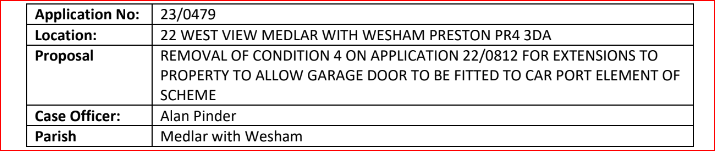 Application No: 23/0479
Location: 22 WEST VIEW MEDLAR WITH WESHAM PRESTON PR4 3DA
Proposal REMOVAL OF CONDITION 4 ON APPLICATION 22/0812 FOR EXTENSIONS TO
PROPERTY TO ALLOW GARAGE DOOR TO BE FITTED TO CAR PORT ELEMENT OF
SCHEME
Case Officer: Alan Pinder
Parish Medlar with Wesham